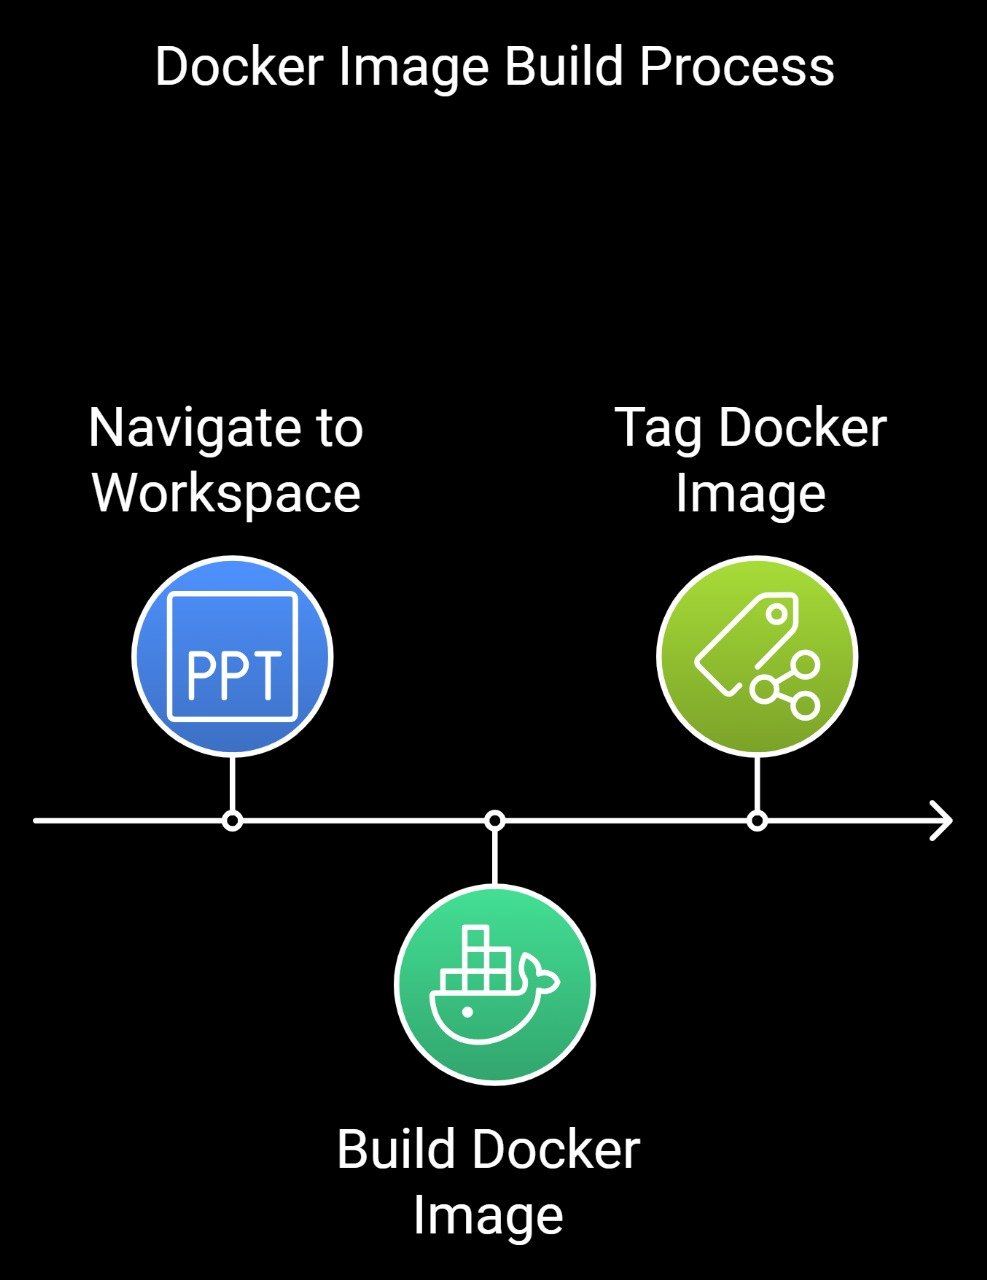 Docker Image Build Process
Navigate to
Workspace
PPT
Build Docker
Image
Tag Docker
Image